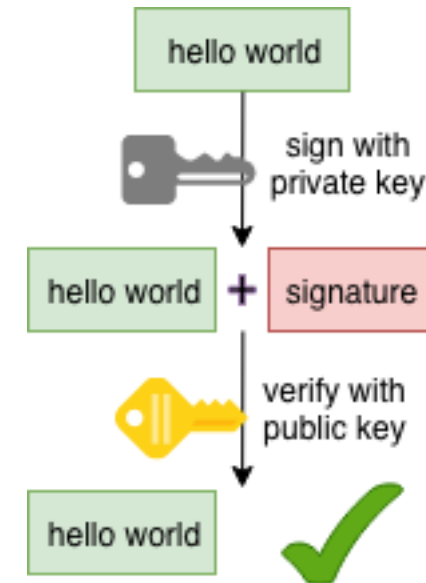 hello world
sign with
private key
hello world + signature
verify with
public key
hello world